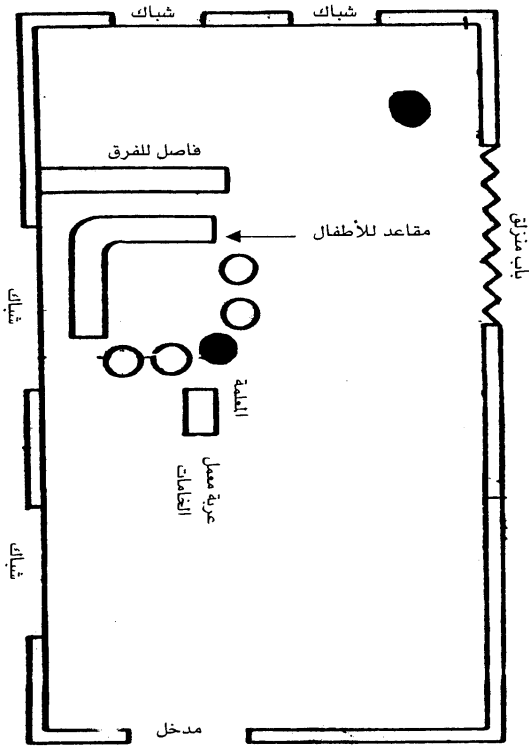 شباك
شباك
فاصل للفرق
مقاعد للأطفال
باب منزلق
شباك
المعلمة
عربة معمل
الخامات
شباك
مدخل